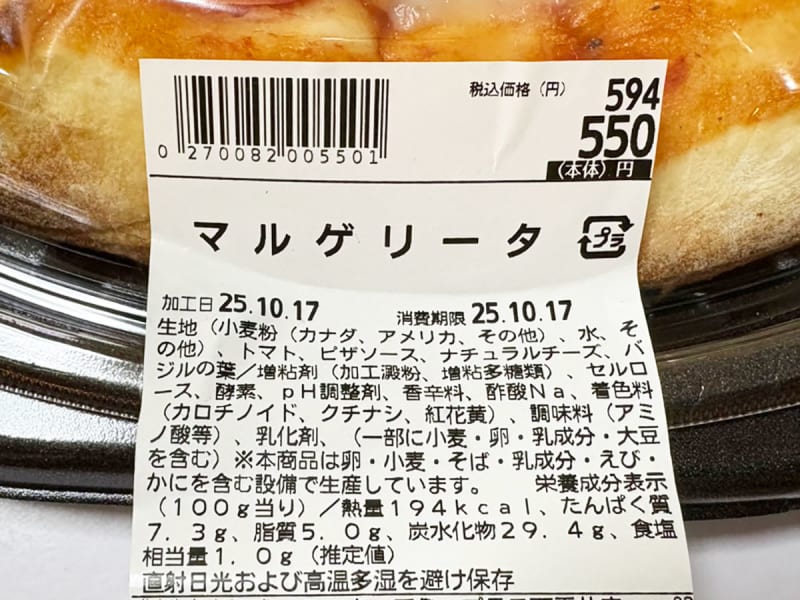 税込価格(円) 594
550
(本体)円
0 270082 005501
マルゲリータ プラ
加工日 25.10.17 消費期限 25.10.17
生地(小麦粉(カナダ、アメリカ、その他)、水、そ
の他)、トマト、ピザソース、ナチュラルチーズ、バ
ジルの葉/増粘剤(加工澱粉、増粘多糖類)、セルロ
ース、酵素、pH調整剤、香辛料、酢酸Na、着色料
(カロチノイド、クチナシ、紅花黄)、調味料(アミ
ノ酸等)、乳化剤、(一部に小麦・卵・乳成分・大豆
を含む)※本商品は卵・小麦・そば・乳成分・えび・
かにを含む設備で生産しています。 栄養成分表示
(100g当り)/熱量194kcal、たんぱく質
7.3g、脂質5.0g、炭水化物29.4g、食塩
相当量1.0g(推定値)
直射日光および高温多湿を避け保存